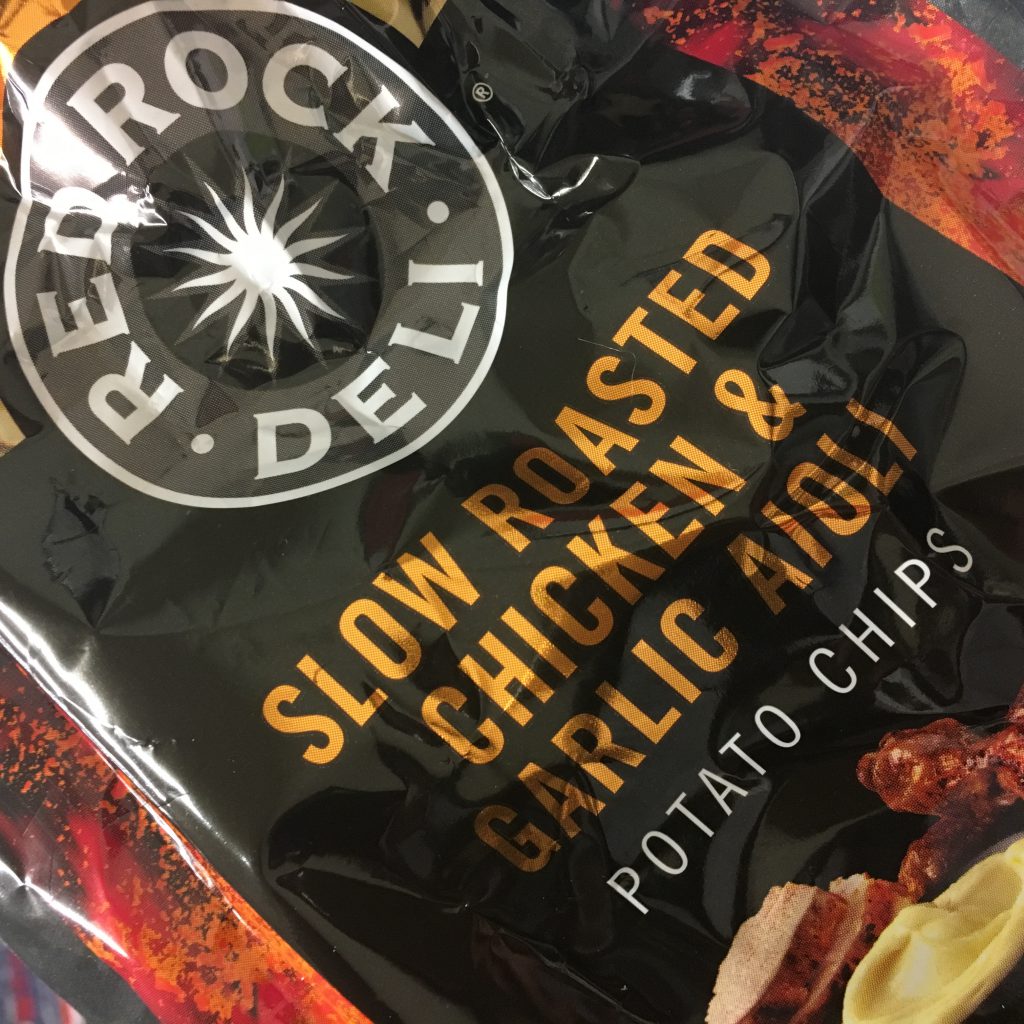 RED ROCK
· DELI ·
®
SLOW ROASTED
CHICKEN &
GARLIC AIOLI
POTATO CHIPS